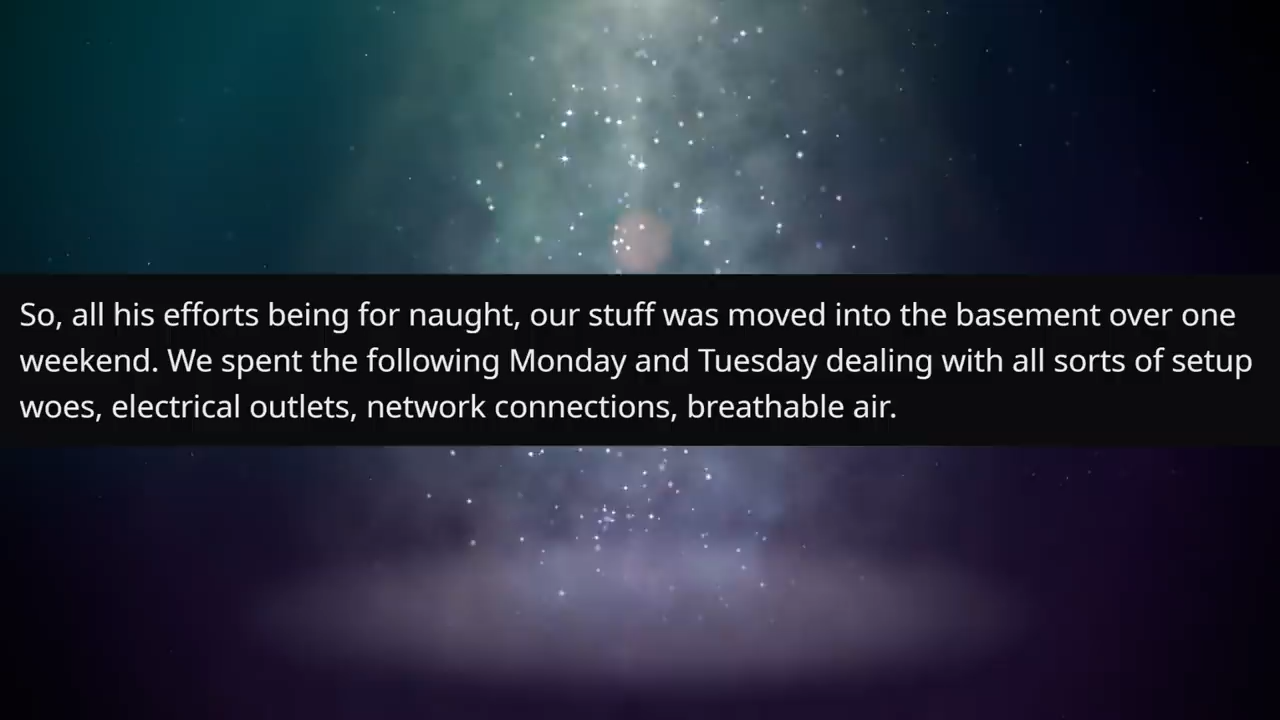 So, all his efforts being for naught, our stuff was moved into the basement over one
weekend. We spent the following Monday and Tuesday dealing with all sorts of setup
woes, electrical outlets, network connections, breathable air.